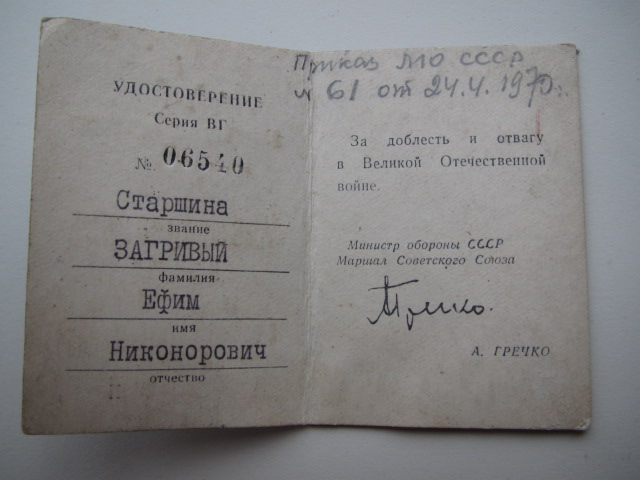 УДОСТОВЕРЕНИЕ
Серия ВГ
№ 06540
Старшина
звание
ЗАГРИВЫЙ
фамилия
Ефим
имя
Никонорович
отчество
Приказ МО СССР
№ 61 от 24.4.1970г.
За доблесть и отвагу
в Великой Отечественной
войне.
Министр обороны СССР
Маршал Советского Союза
Гречко.
А. ГРЕЧКО